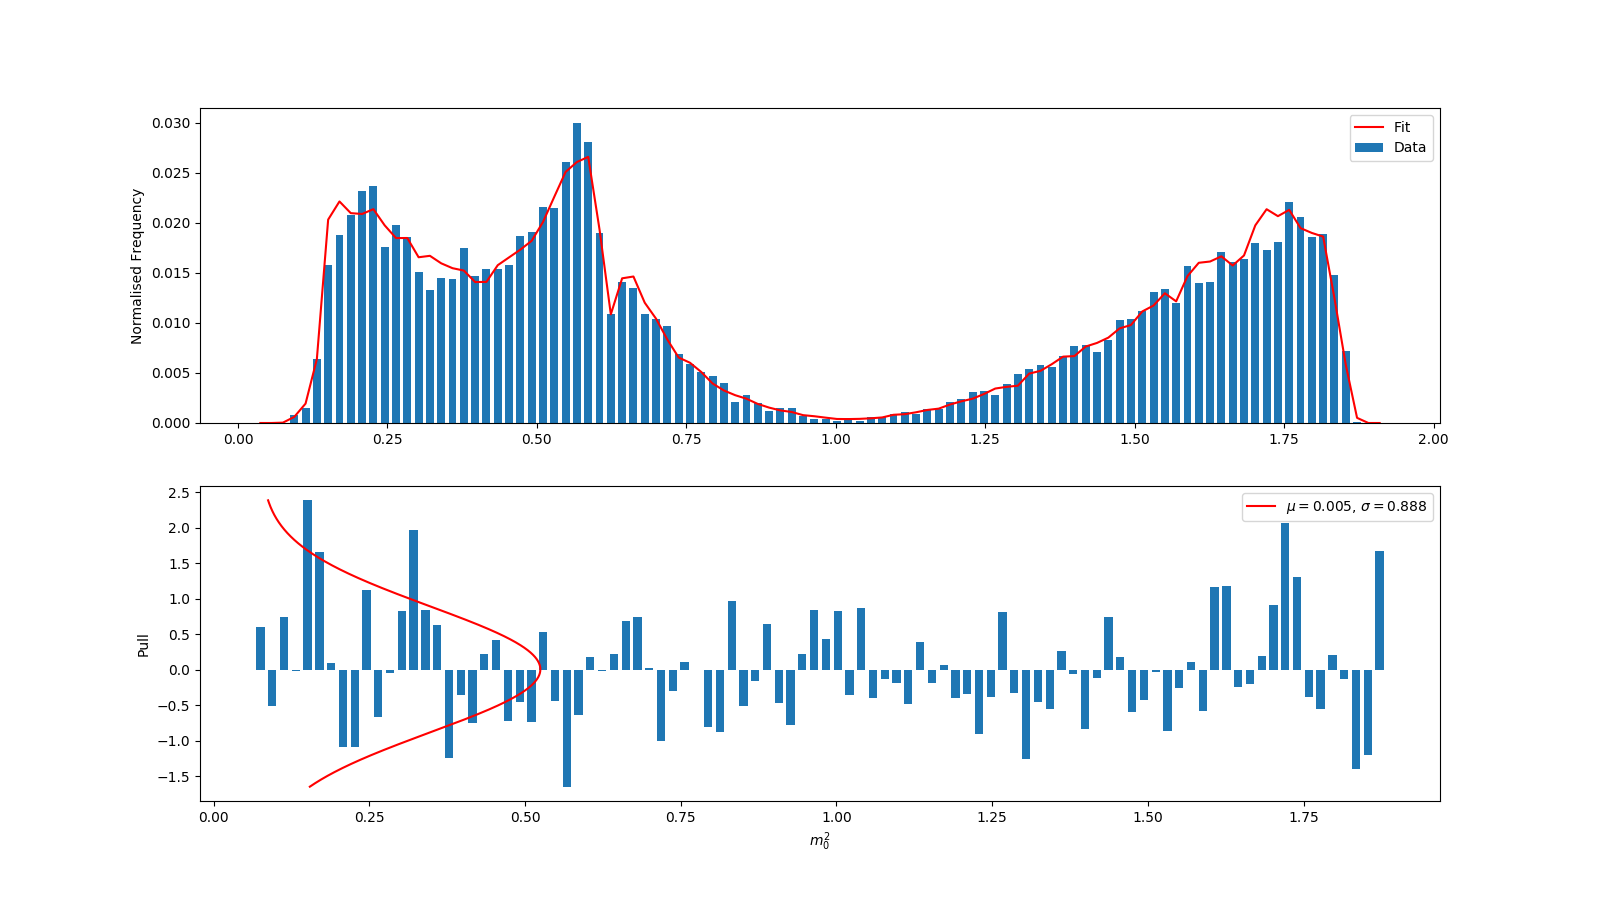 0.030
0.025
0.020
0.015
0.010
0.005
0.000
Normalised Frequency
Fit
Data
0.00 0.25 0.50 0.75 1.00 1.25 1.50 1.75 2.00
2.5
2.0
1.5
1.0
0.5
0.0
−0.5
−1.0
−1.5
Pull
μ = 0.005, σ = 0.888
0.00 0.25 0.50 0.75 1.00 1.25 1.50 1.75
m₀²